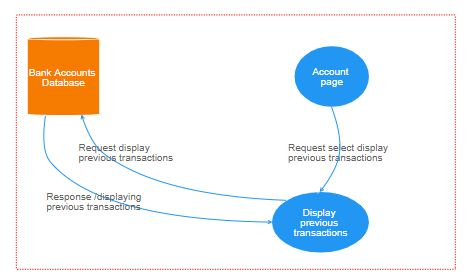 Bank Accounts
Database
Account
page
Request display
previous transactions
Request select display
previous transactions
Response /displaying
previous transactions
Display
previous
transactions